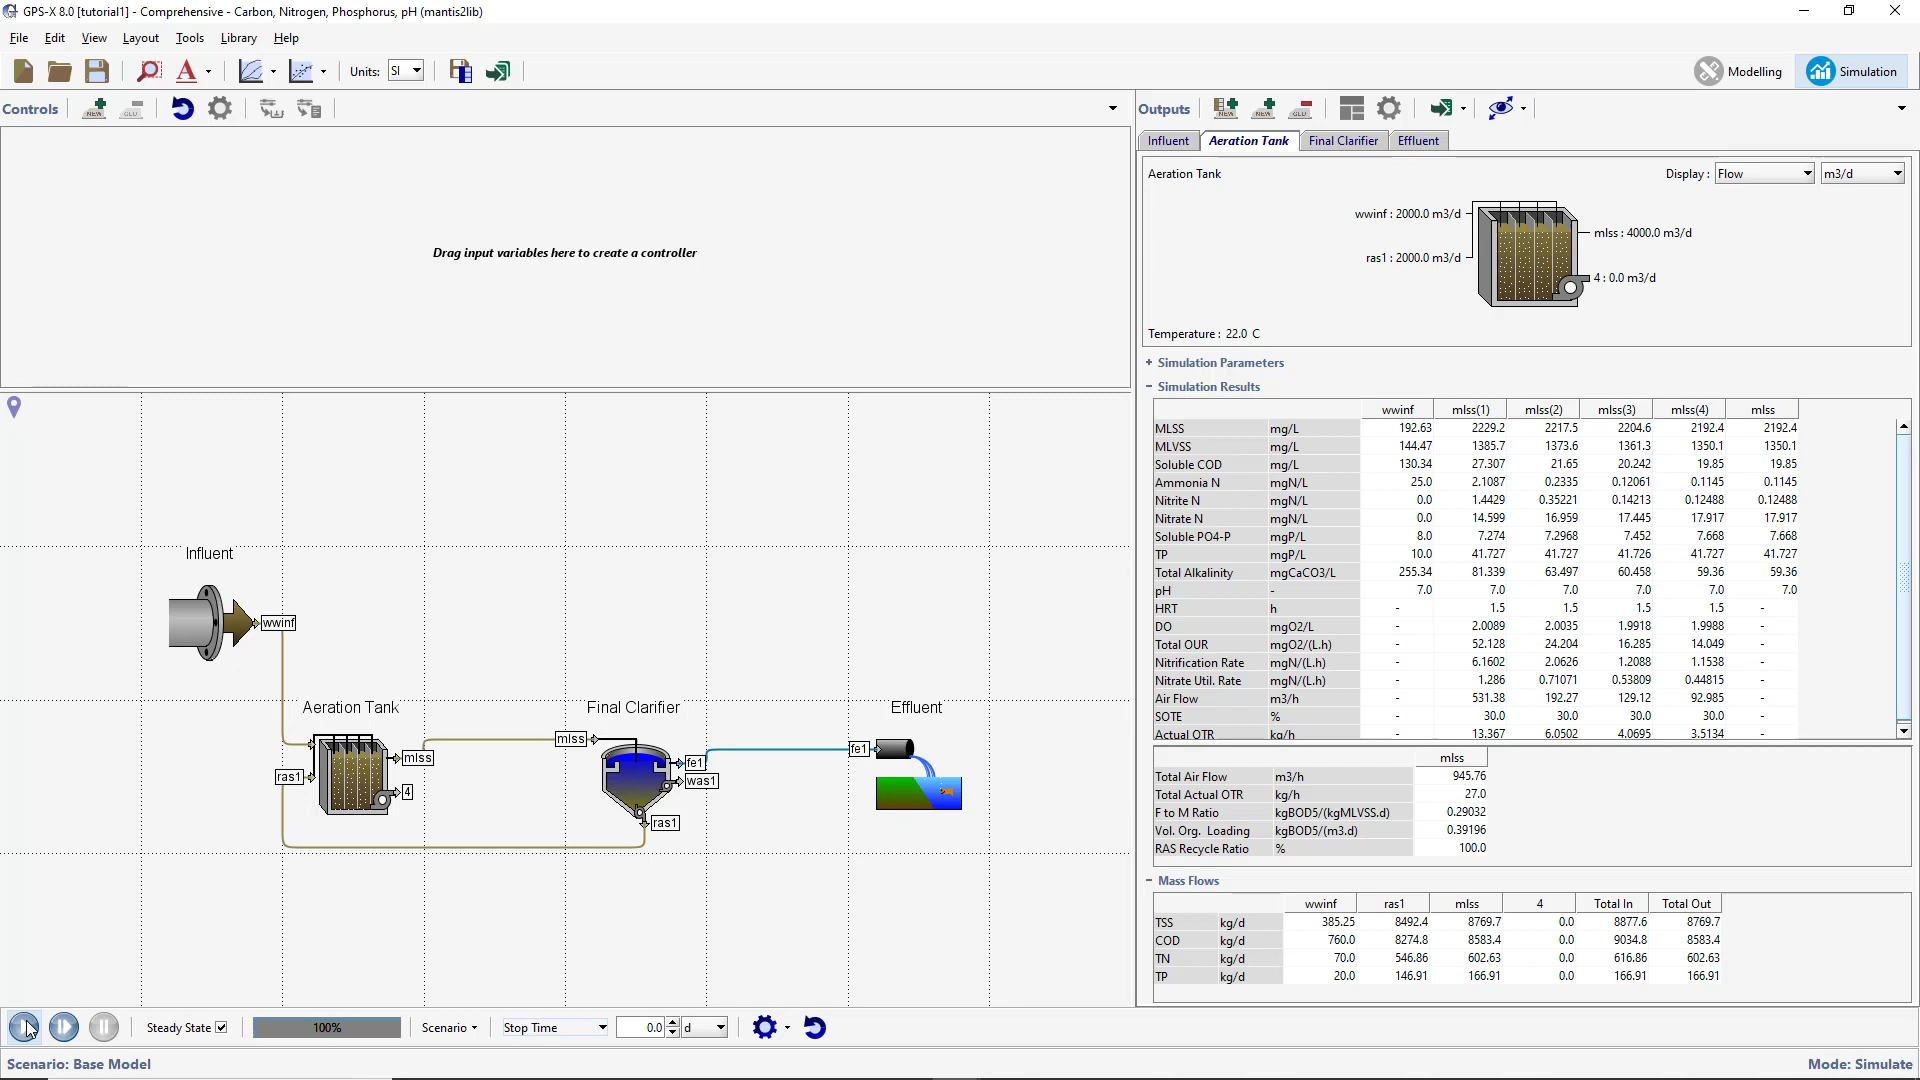 GPS-X 8.0 [tutorial1] - Comprehensive - Carbon, Nitrogen, Phosphorus, pH (mantis2lib)
File Edit View Layout Tools Library Help
Units: SI Modelling Simulation
Controls NEW GLU
Outputs NEW NEW GLU
Influent Aeration Tank Final Clarifier Effluent
Drag input variables here to create a controller
Aeration Tank Display : Flow m3/d
wwinf : 2000.0 m3/d
mlss : 4000.0 m3/d
ras1 : 2000.0 m3/d
4 : 0.0 m3/d
Temperature : 22.0 C
+ Simulation Parameters
− Simulation Results
wwinf mlss(1) mlss(2) mlss(3) mlss(4) mlss
MLSS mg/L 192.63 2229.2 2217.5 2204.6 2192.4 2192.4
MLVSS mg/L 144.47 1385.7 1373.6 1361.3 1350.1 1350.1
Soluble COD mg/L 130.34 27.307 21.65 20.242 19.85 19.85
Ammonia N mgN/L 25.0 2.1087 0.2335 0.12061 0.1145 0.1145
Nitrite N mgN/L 0.0 1.4429 0.35221 0.14213 0.12488 0.12488
Nitrate N mgN/L 0.0 14.599 16.959 17.445 17.917 17.917
Soluble PO4-P mgP/L 8.0 7.274 7.2968 7.452 7.668 7.668
TP mgP/L 10.0 41.727 41.727 41.726 41.727 41.727
Total Alkalinity mgCaCO3/L 255.34 81.339 63.497 60.458 59.36 59.36
pH - 7.0 7.0 7.0 7.0 7.0 7.0
HRT h - 1.5 1.5 1.5 1.5 -
DO mgO2/L - 2.0089 2.0035 1.9918 1.9988 -
Total OUR mgO2/(L.h) - 52.128 24.204 16.285 14.049 -
Nitrification Rate mgN/(L.h) - 6.1602 2.0626 1.2088 1.1538 -
Nitrate Util. Rate mgN/(L.h) - 1.286 0.71071 0.53809 0.44815 -
Air Flow m3/h - 531.38 192.27 129.12 92.985 -
SOTE % - 30.0 30.0 30.0 30.0 -
Actual OTR kg/h - 13.367 6.0502 4.0695 3.5134 -
mlss
Total Air Flow m3/h 945.76
Total Actual OTR kg/h 27.0
F to M Ratio kgBOD5/(kgMLVSS.d) 0.29032
Vol. Org. Loading kgBOD5/(m3.d) 0.39196
RAS Recycle Ratio % 100.0
− Mass Flows
wwinf ras1 mlss 4 Total In Total Out
TSS kg/d 385.25 8492.4 8769.7 0.0 8877.6 8769.7
COD kg/d 760.0 8274.8 8583.4 0.0 9034.8 8583.4
TN kg/d 70.0 546.86 602.63 0.0 616.86 602.63
TP kg/d 20.0 146.91 166.91 0.0 166.91 166.91
Influent
wwinf
Aeration Tank Final Clarifier Effluent
mlss fe1
mlss fe1
ras1 was1
4
ras1
Steady State 100% Scenario Stop Time 0.0 d
Scenario: Base Model Mode: Simulate